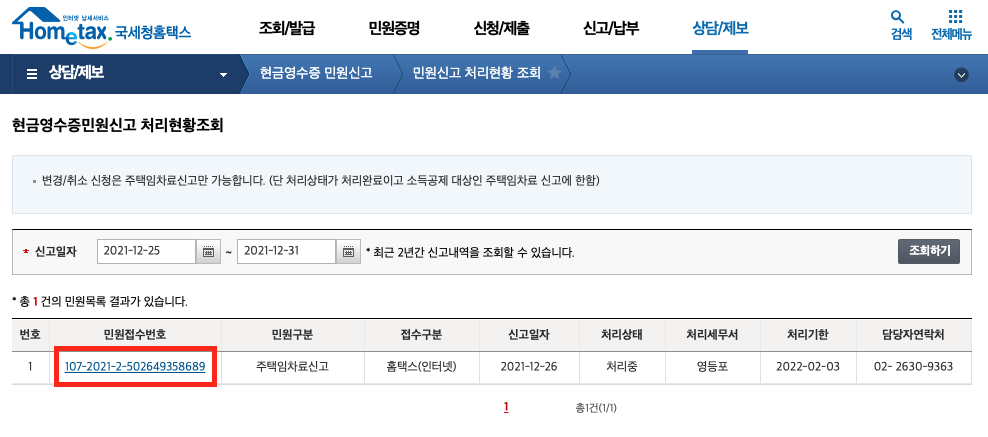 인터넷 납세서비스
Hometax. 국세청홈택스
조회/발급 민원증명 신청/제출 신고/납부 상담/제보 검색 전체메뉴
상담/제보 현금영수증 민원신고 민원신고 처리현황 조회
현금영수증민원신고 처리현황조회
변경/취소 신청은 주택임차료신고만 가능합니다. (단 처리상태가 처리완료이고 소득공제 대상인 주택임차료 신고에 한함)
* 신고일자 2021-12-25 ~ 2021-12-31 * 최근 2년간 신고내역을 조회할 수 있습니다. 조회하기
* 총 1 건의 민원목록 결과가 있습니다.
번호 민원접수번호 민원구분 접수구분 신고일자 처리상태 처리세무서 처리기한 담당자연락처
1 107-2021-2-502649358689 주택임차료신고 홈택스(인터넷) 2021-12-26 처리중 영등포 2022-02-03 02- 2630-9363
1 총1건(1/1)